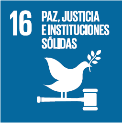 16 PAZ, JUSTICIA
E INSTITUCIONES
SÓLIDAS